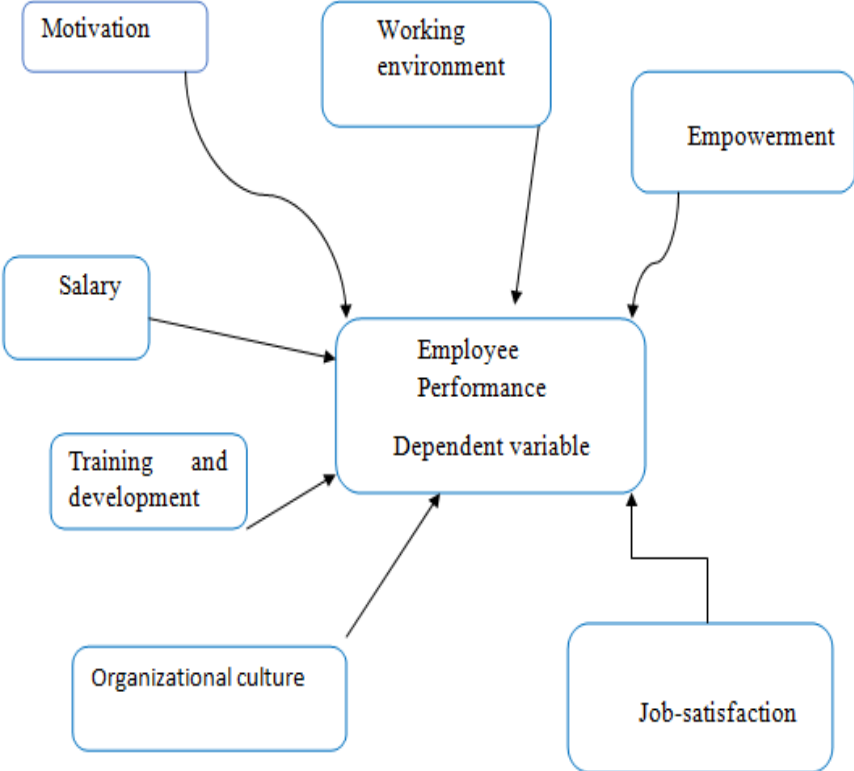 Motivation
Working
environment
Empowerment
Salary
Employee
Performance
Dependent variable
Training and
development
Organizational culture
Job-satisfaction